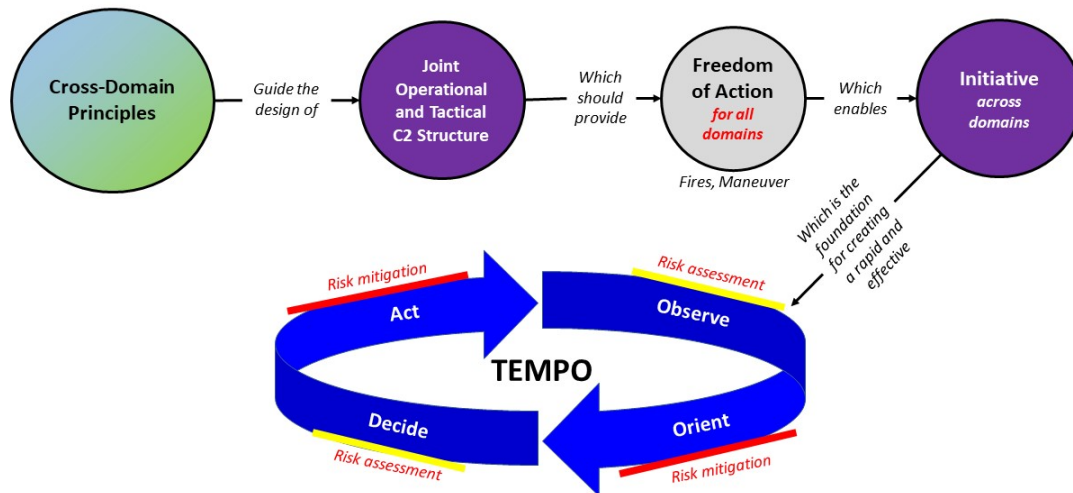 Cross-Domain
Principles
Guide the
design of
Joint
Operational
and Tactical
C2 Structure
Which
should
provide
Freedom
of Action
for all
domains
Fires, Maneuver
Which
enables
Initiative
across
domains
Which is the
foundation
for creating
a rapid and
effective
Risk mitigation
Act
Risk assessment
Observe
TEMPO
Decide
Risk assessment
Orient
Risk mitigation